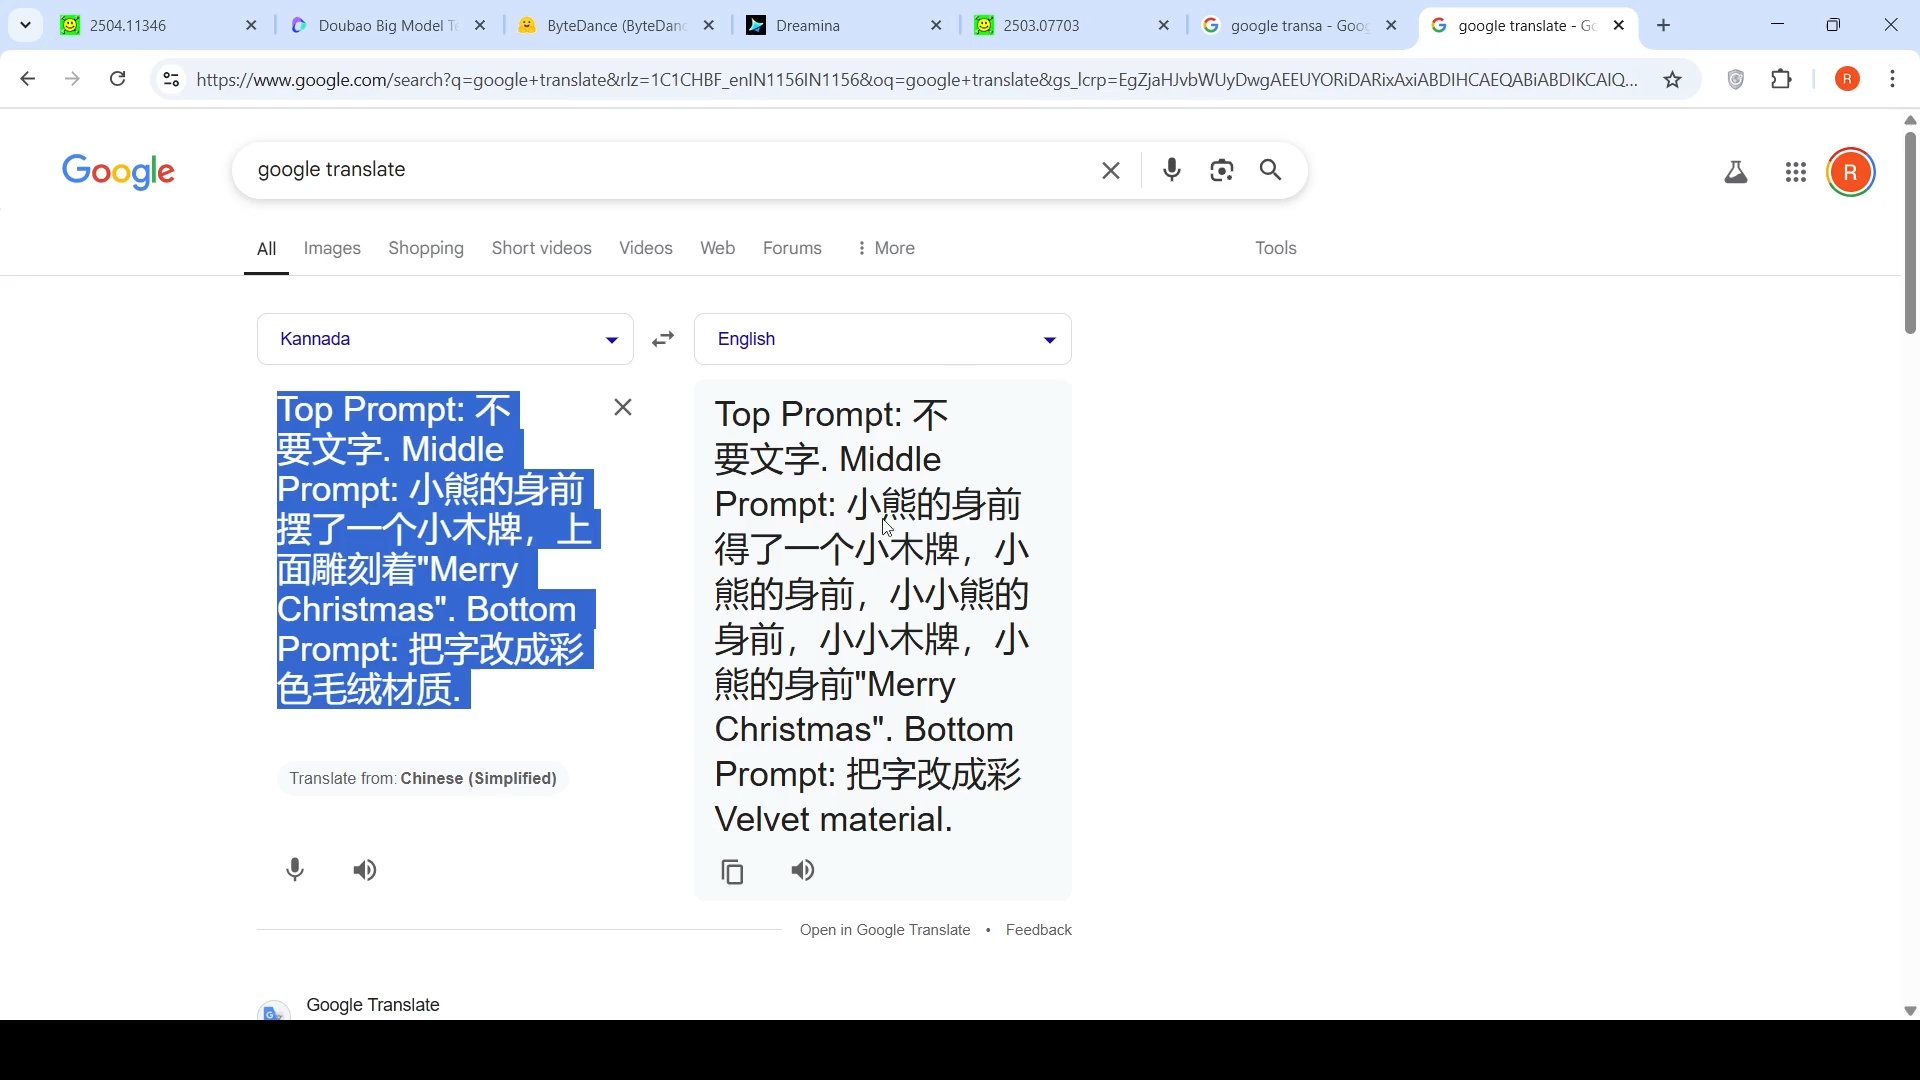 2504.11346
Doubao Big Model Te
ByteDance (ByteDanc
Dreamina
2503.07703
google transa - Goog
google translate - Go
https://www.google.com/search?q=google+translate&rlz=1C1CHBF_enIN1156IN1156&oq=google+translate&gs_lcrp=EgZjaHJvbWUyDwgAEEUYORiDARixAxiABDIHCAEQABiABDIKCAIQ...
R
Google
google translate
R
All
Images
Shopping
Short videos
Videos
Web
Forums
More
Tools
Kannada
English
Top Prompt: 不
要文字. Middle
Prompt: 小熊的身前
摆了一个小木牌，上
面雕刻着"Merry
Christmas". Bottom
Prompt: 把字改成彩
色毛绒材质.
Translate from: Chinese (Simplified)
Top Prompt: 不
要文字. Middle
Prompt: 小熊的身前
得了一个小木牌，小
熊的身前，小小熊的
身前，小小木牌，小
熊的身前"Merry
Christmas". Bottom
Prompt: 把字改成彩
Velvet material.
Open in Google Translate • Feedback
Google Translate